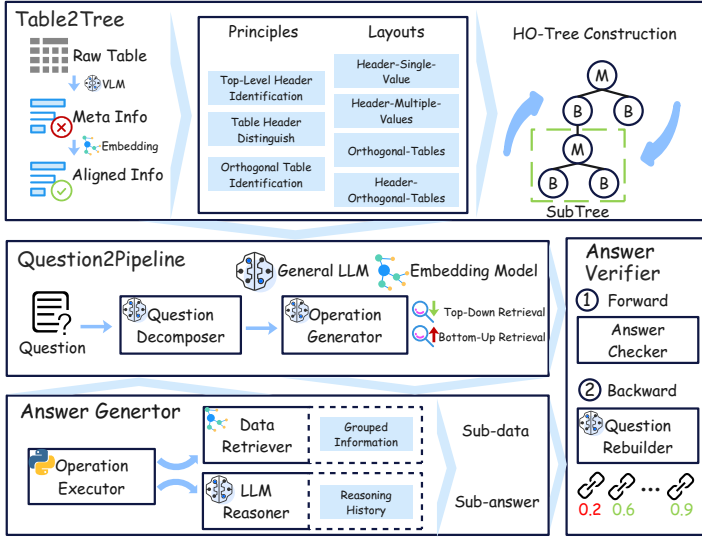 Table2Tree
Raw Table
VLM
Meta Info
Embedding
Aligned Info
Principles
Top-Level Header
Identification
Table Header
Distinguish
Orthogonal Table
Identification
Layouts
Header-Single-
Value
Header-Multiple-
Values
Orthogonal-Tables
Header-
Orthogonal-Tables
HO-Tree Construction
M
B
B
M
B
B
SubTree
Question2Pipeline
General LLM
Embedding Model
?
Question
Question
Decomposer
Operation
Generator
Top-Down Retrieval
Bottom-Up Retrieval
Answer Genertor
Operation
Executor
Data
Retriever
Grouped
Information
LLM
Reasoner
Reasoning
History
Sub-data
Sub-answer
Answer
Verifier
1 Forward
Answer
Checker
2 Backward
Question
Rebuilder
...
0.2 0.6 0.9